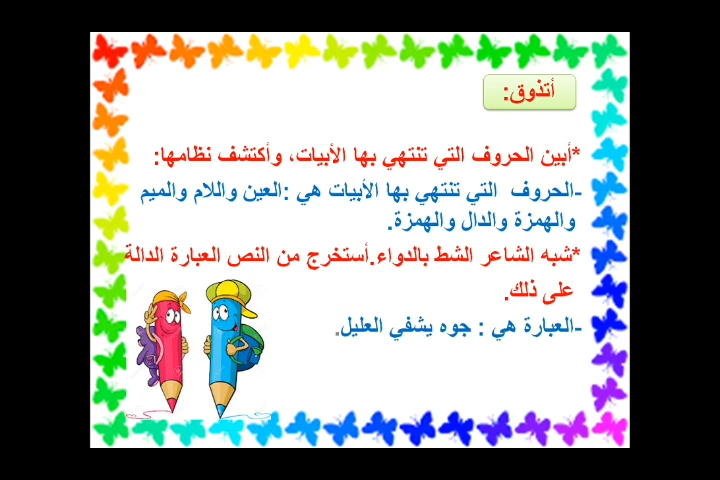 أتذوق:
*أبين الحروف التي تنتهي بها الأبيات، وأكتشف نظامها:
-الحروف التي تنتهي بها الأبيات هي :العين واللام والميم
والهمزة والدال والهمزة.
*شبه الشاعر الشط بالدواء.أستخرج من النص العبارة الدالة
على ذلك.
-العبارة هي : جوه يشفي العليل.